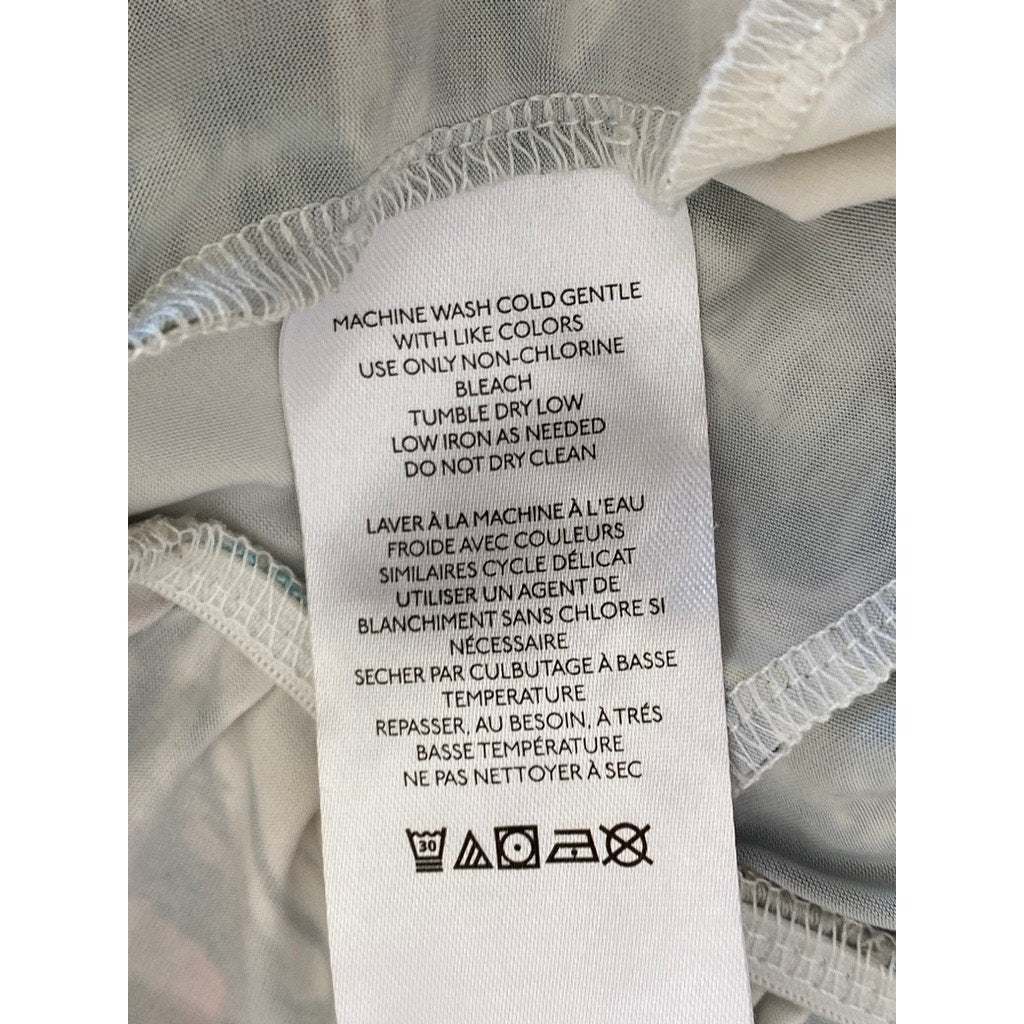 MACHINE WASH COLD GENTLE
WITH LIKE COLORS
USE ONLY NON-CHLORINE
BLEACH
TUMBLE DRY LOW
LOW IRON AS NEEDED
DO NOT DRY CLEAN
LAVER À LA MACHINE À L'EAU
FROIDE AVEC COULEURS
SIMILAIRES CYCLE DÉLICAT
UTILISER UN AGENT DE
BLANCHIMENT SANS CHLORE SI
NÉCESSAIRE
SECHER PAR CULBUTAGE À BASSE
TEMPERATURE
REPASSER, AU BESOIN, À TRÉS
BASSE TEMPÉRATURE
NE PAS NETTOYER À SEC
30